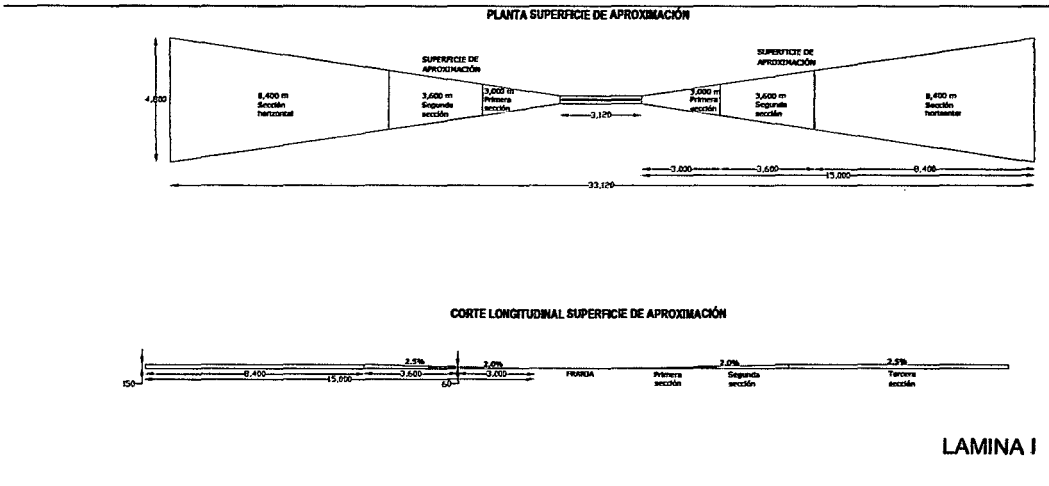 PLANTA SUPERFICIE DE APROXIMACIÓN
SUPERFICIE DE
APROXIMACIÓN
SUPERFICIE DE
APROXIMACIÓN
8,400 m
Sección
horizontal
3,600 m
Segunda
sección
3,000 m
Primera
sección
3,120
3,000 m
Primera
sección
3,600 m
Segunda
sección
8,400 m
Sección
horizontal
3,000
3,600
8,400
15,000
33,120
CORTE LONGITUDINAL SUPERFICIE DE APROXIMACIÓN
2.5%
2.0%
2.0%
2.5%
150
8,400
3,600
3,000
15,000
60
FRANJA
Primera
sección
Segunda
sección
Tercera
sección
LAMINA I